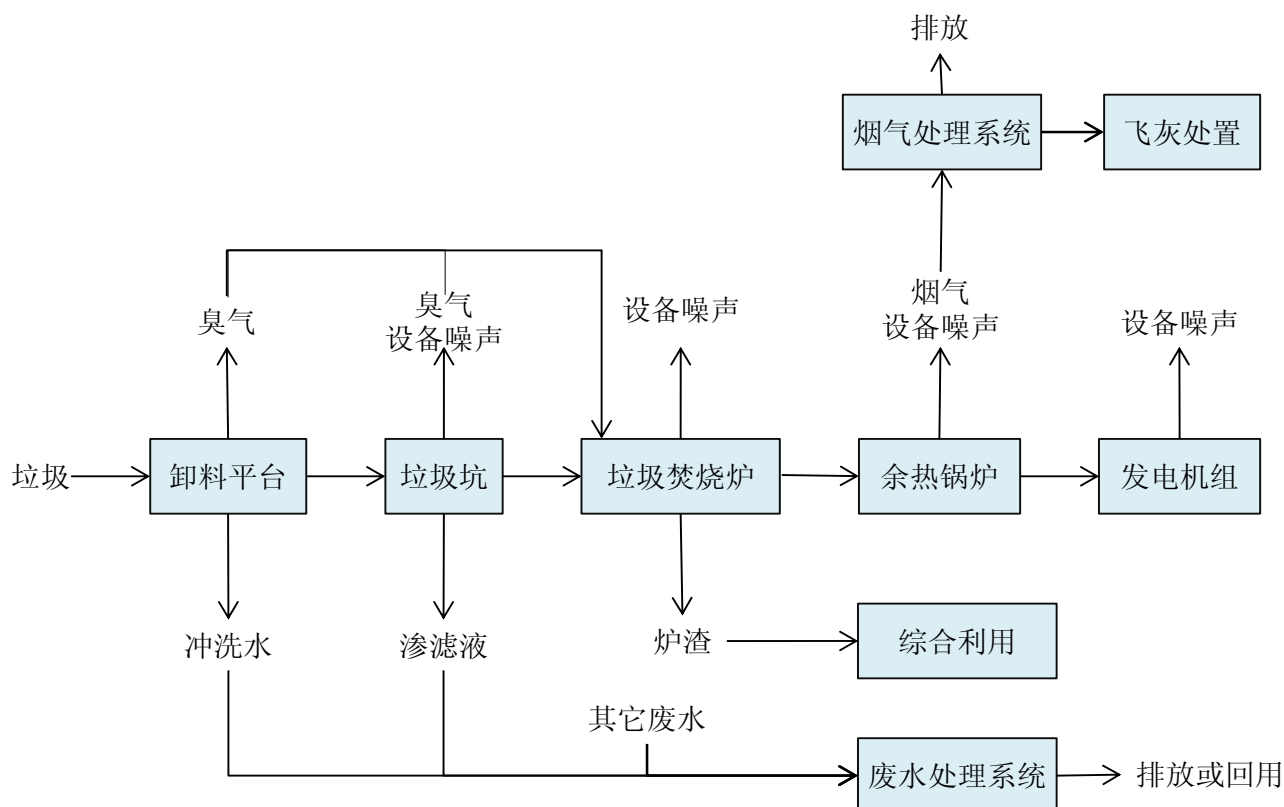 排放
烟气处理系统
飞灰处置
臭气
臭气
设备噪声
设备噪声
烟气
设备噪声
设备噪声
垃圾
卸料平台
垃圾坑
垃圾焚烧炉
余热锅炉
发电机组
冲洗水
渗滤液
炉渣
综合利用
其它废水
废水处理系统
排放或回用